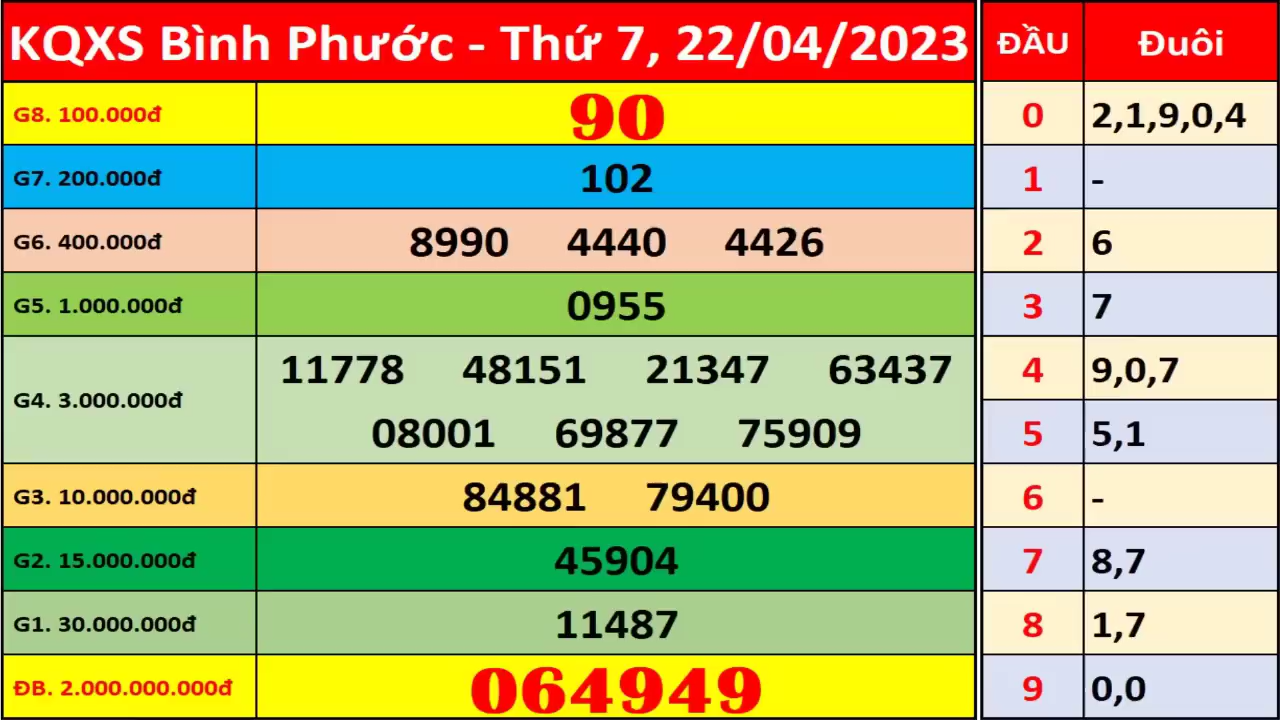 KQXS Bình Phước - Thứ 7, 22/04/2023 ĐẦU Đuôi
G8. 100.000đ 90 0 2,1,9,0,4
G7. 200.000đ 102 1 -
G6. 400.000đ 8990 4440 4426 2 6
G5. 1.000.000đ 0955 3 7
G4. 3.000.000đ 11778 48151 21347 63437 4 9,0,7
08001 69877 75909 5 5,1
G3. 10.000.000đ 84881 79400 6 -
G2. 15.000.000đ 45904 7 8,7
G1. 30.000.000đ 11487 8 1,7
ĐB. 2.000.000.000đ 064949 9 0,0